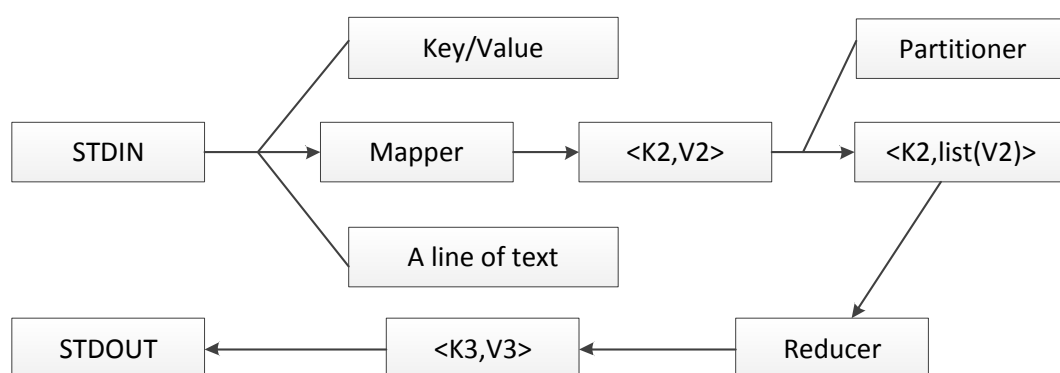 Key/Value
Partitioner
STDIN
Mapper
<K2,V2>
<K2,list(V2)>
A line of text
STDOUT
<K3,V3>
Reducer